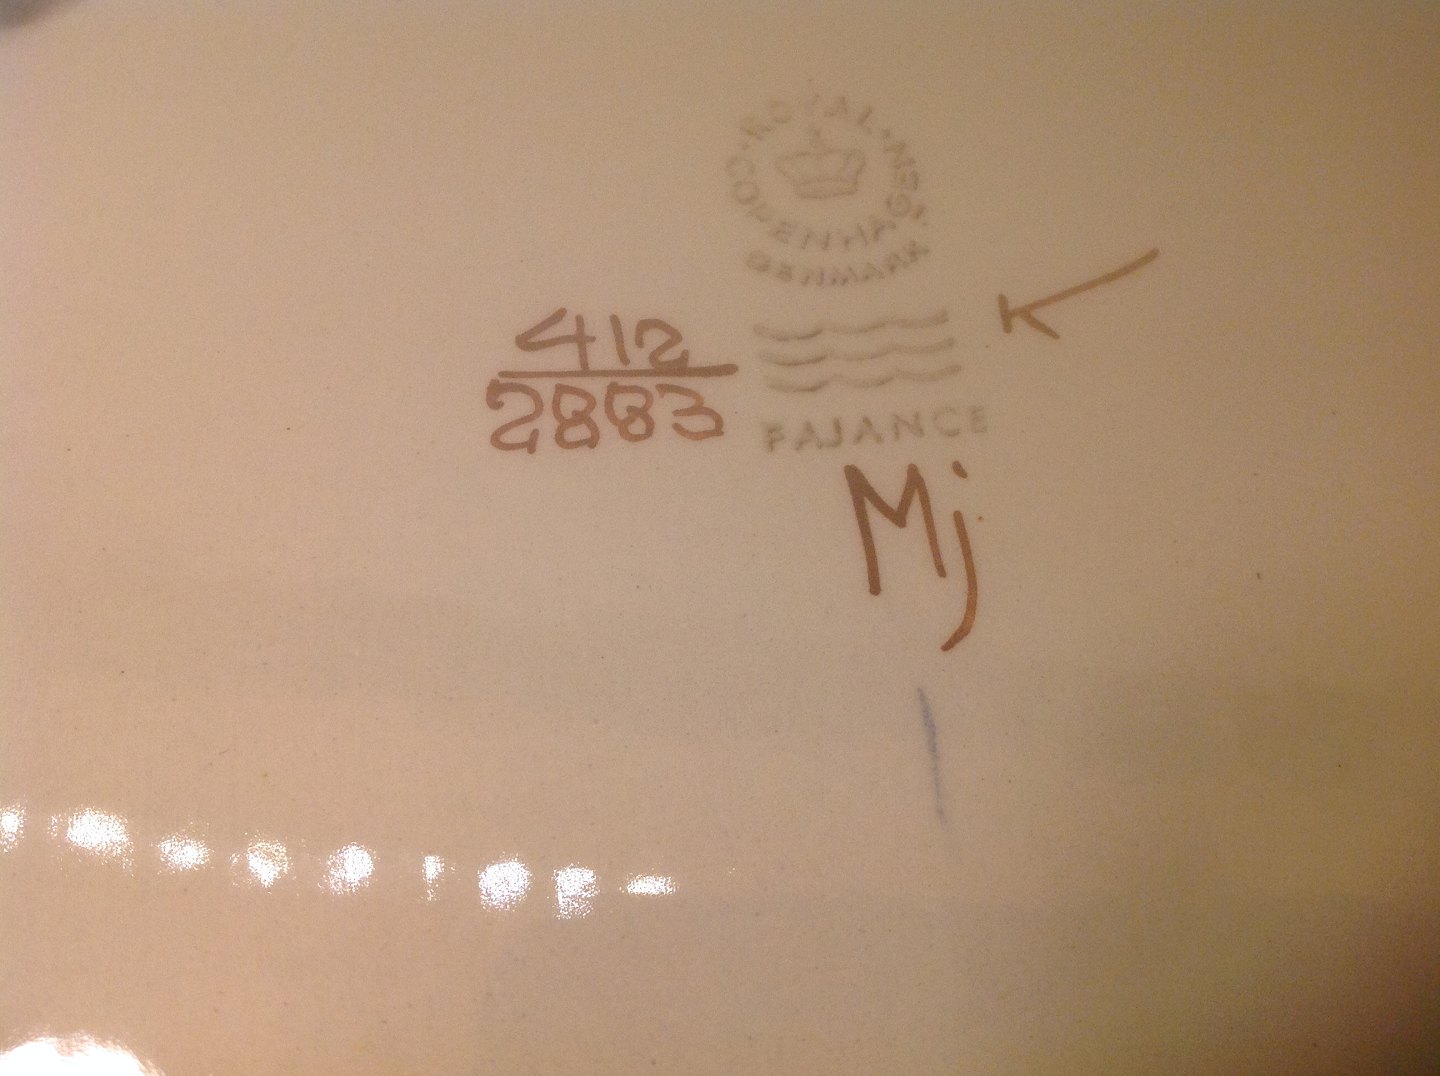 · ROYAL · COPENHAGEN
DENMARK
412
2883
K
FAJANCE
Mj